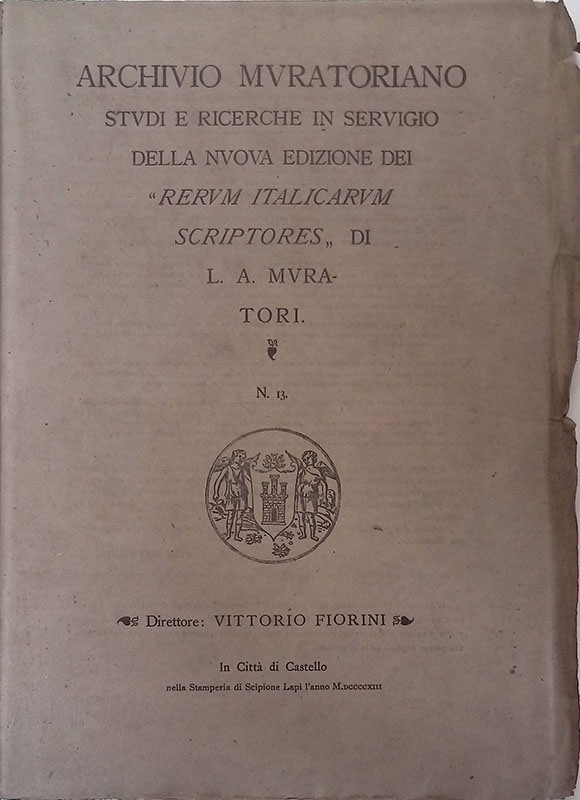 ARCHIVIO MVRATORIANO
STVDI E RICERCHE IN SERVIGIO
DELLA NVOVA EDIZIONE DEI
“RERVM ITALICARVM
SCRIPTORES„ DI
L. A. MVRA-
TORI.
N. 13.
Direttore: VITTORIO FIORINI
In Città di Castello
nella Stamperia di Scipione Lapi l'anno M.DCCCCXIII